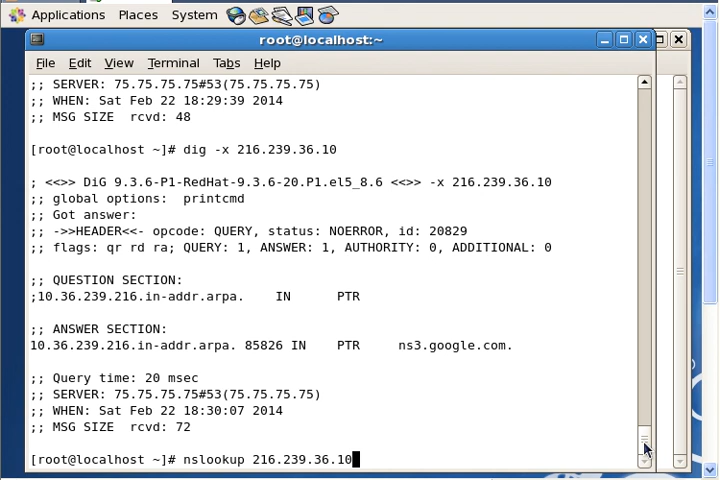 Applications Places System
root@localhost:~
File Edit View Terminal Tabs Help
;; SERVER: 75.75.75.75#53(75.75.75.75)
;; WHEN: Sat Feb 22 18:29:39 2014
;; MSG SIZE  rcvd: 48
[root@localhost ~]# dig -x 216.239.36.10
; <<>> DiG 9.3.6-P1-RedHat-9.3.6-20.P1.el5_8.6 <<>> -x 216.239.36.10
;; global options:  printcmd
;; Got answer:
;; ->>HEADER<<- opcode: QUERY, status: NOERROR, id: 20829
;; flags: qr rd ra; QUERY: 1, ANSWER: 1, AUTHORITY: 0, ADDITIONAL: 0
;; QUESTION SECTION:
;10.36.239.216.in-addr.arpa.    IN      PTR
;; ANSWER SECTION:
10.36.239.216.in-addr.arpa. 85826 IN    PTR     ns3.google.com.
;; Query time: 20 msec
;; SERVER: 75.75.75.75#53(75.75.75.75)
;; WHEN: Sat Feb 22 18:30:07 2014
;; MSG SIZE  rcvd: 72
[root@localhost ~]# nslookup 216.239.36.10